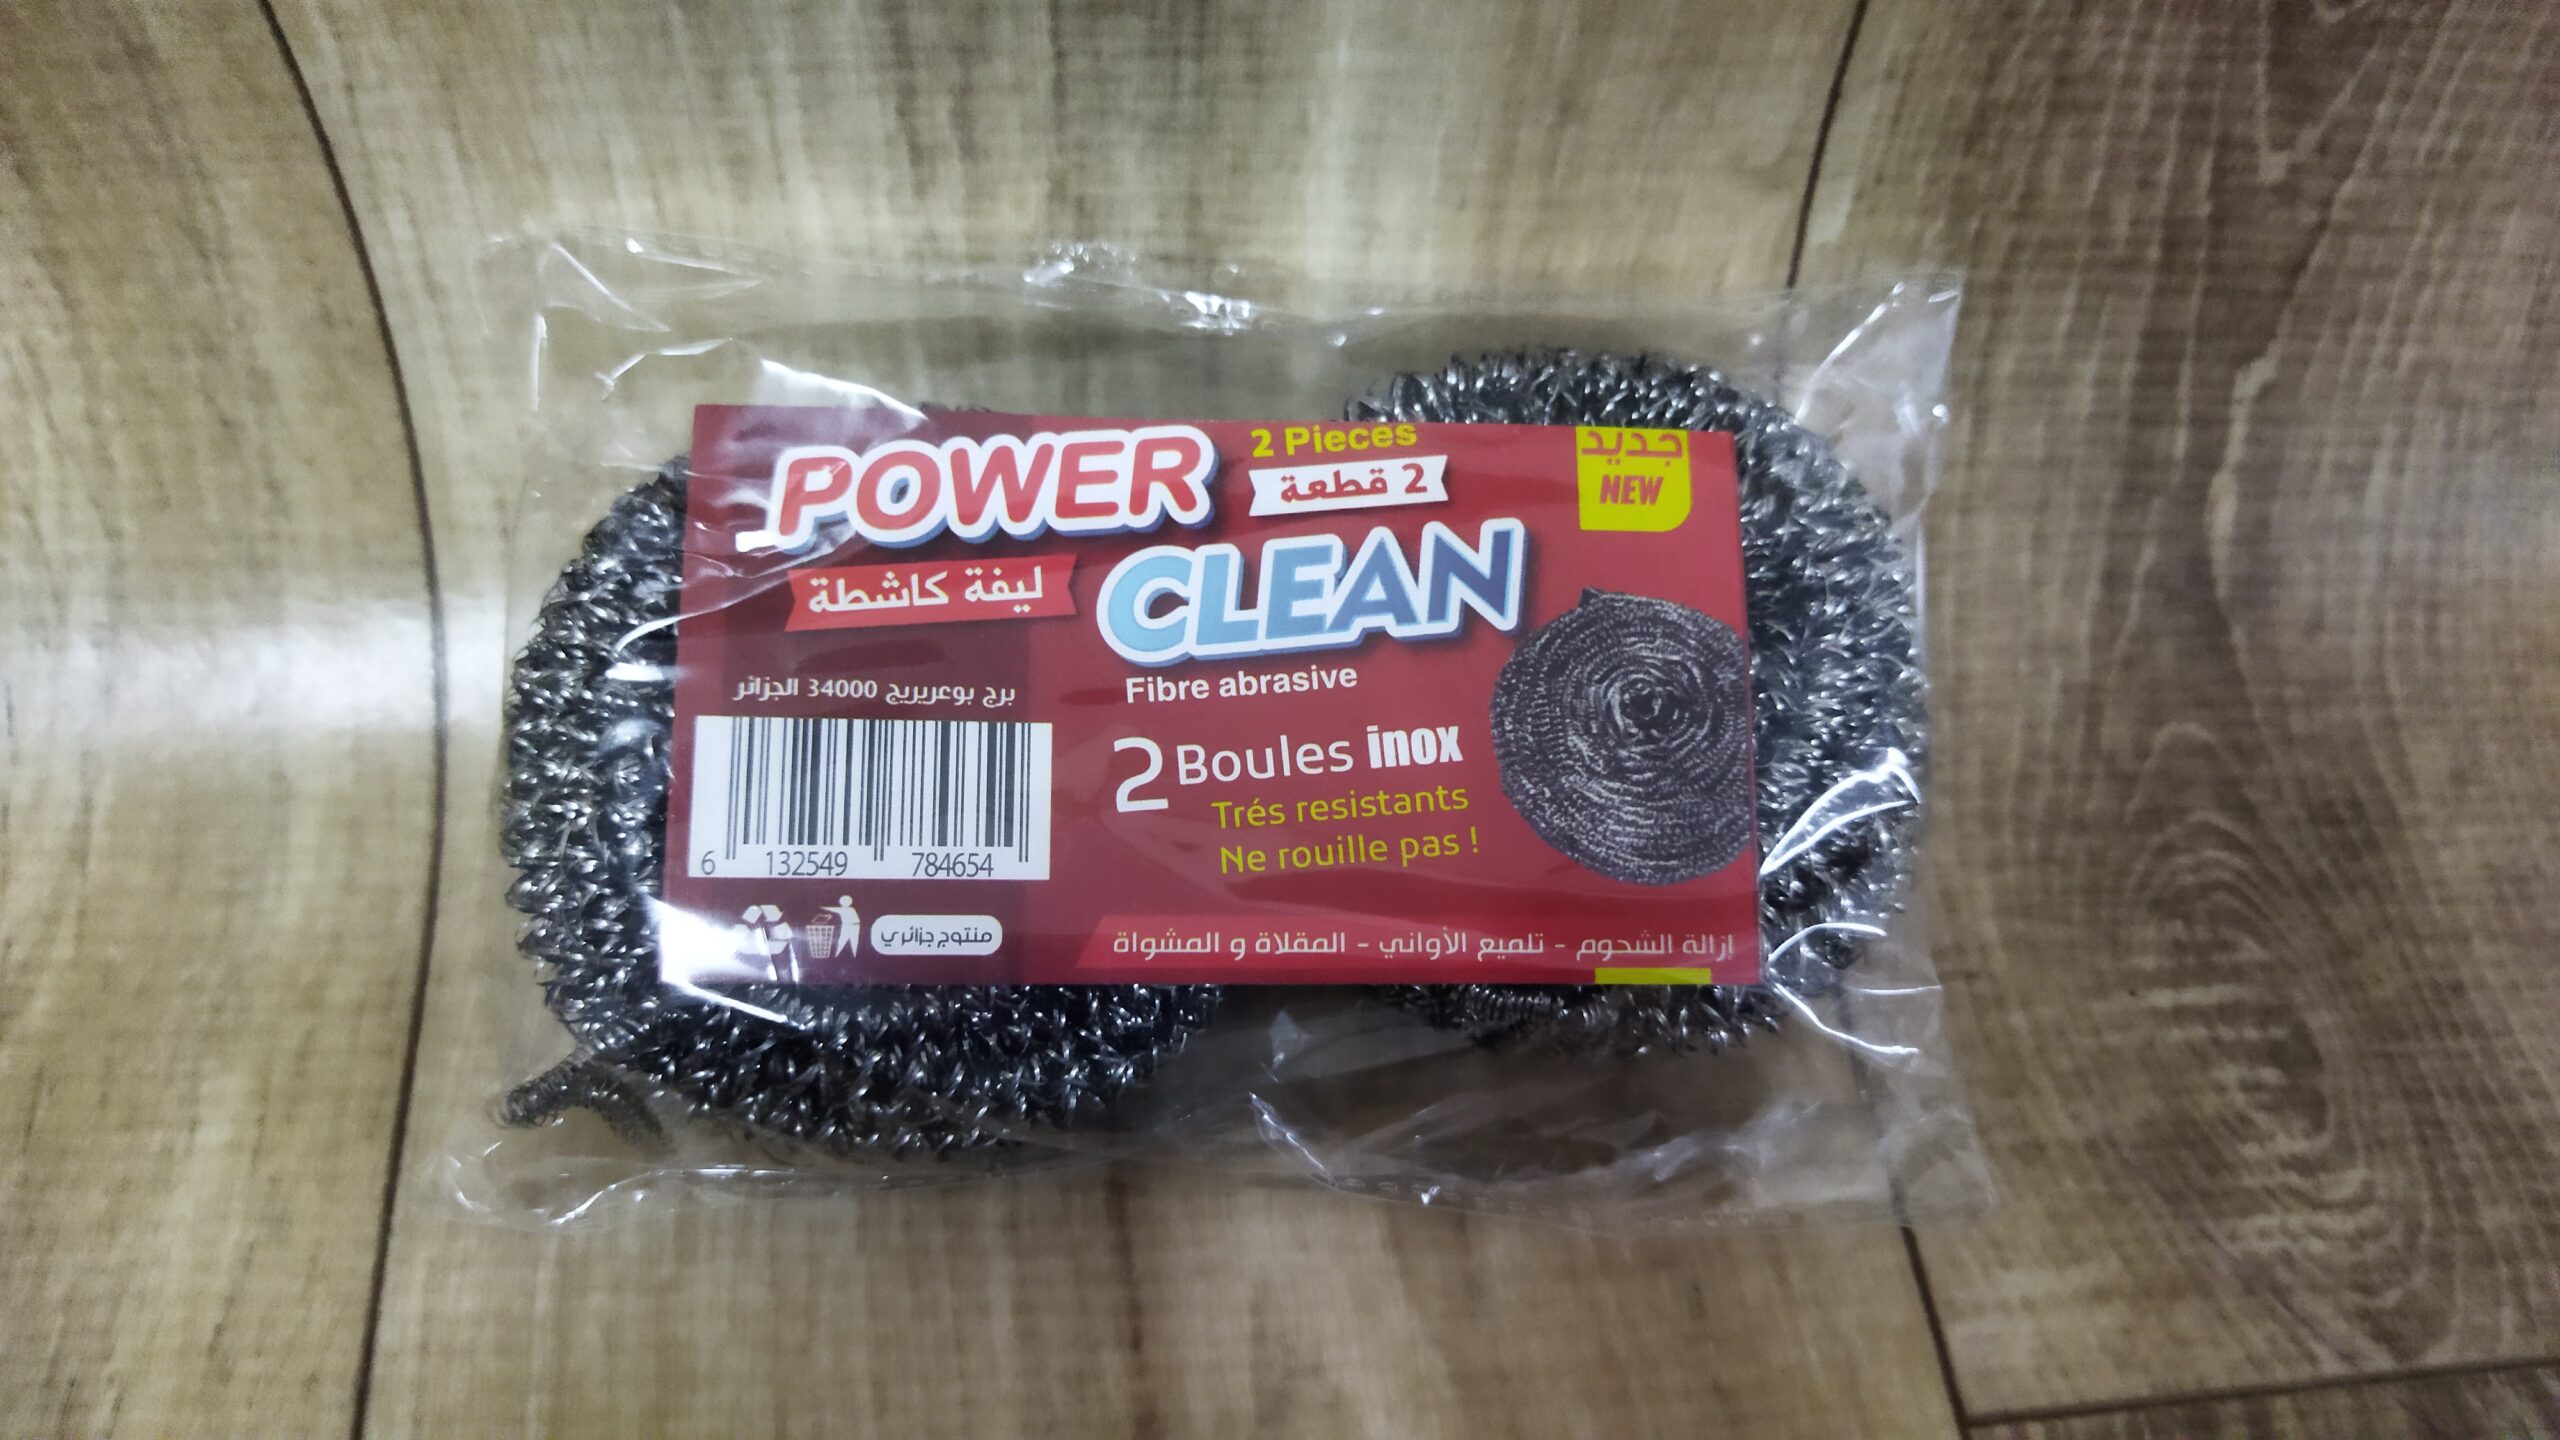 POWER
2 Pieces
2 قطعة
جديد
NEW
CLEAN
ليفة كاشطة
Fibre abrasive
برج بوعريريج 34000 الجزائر
2 Boules inox
Trés resistants
Ne rouille pas !
6 132549 784654
منتوج جزائري
إزالة الشحوم - تلميع الأواني - المقلاة و المشواة